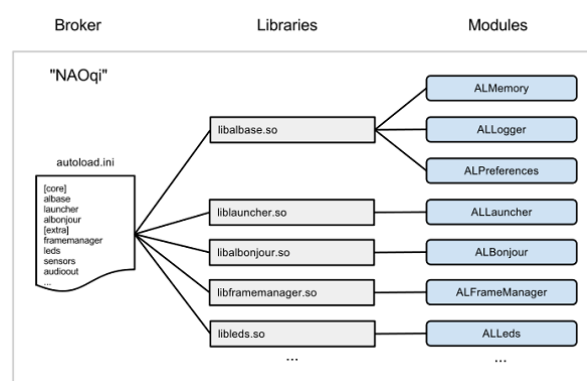 Broker
Libraries
Modules
"NAOqi"
autoload.ini
[core]
albase
launcher
albonjour
[extra]
framemanager
leds
sensors
audioout
...
libalbase.so
liblauncher.so
libalbonjour.so
libframemanager.so
libleds.so
...
ALMemory
ALLogger
ALPreferences
ALLauncher
ALBonjour
ALFrameManager
ALLeds
...